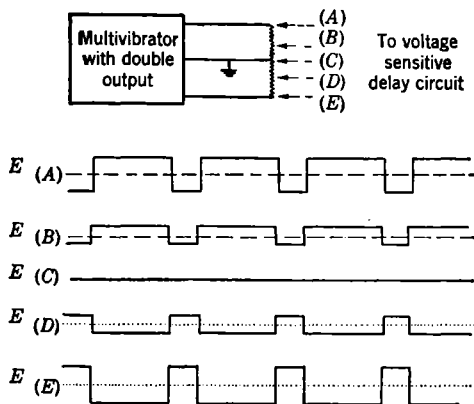 Multivibrator
with double
output
(A)
(B)
(C)
(D)
(E)
To voltage
sensitive
delay circuit
E (A)
E (B)
E (C)
E (D)
E (E)